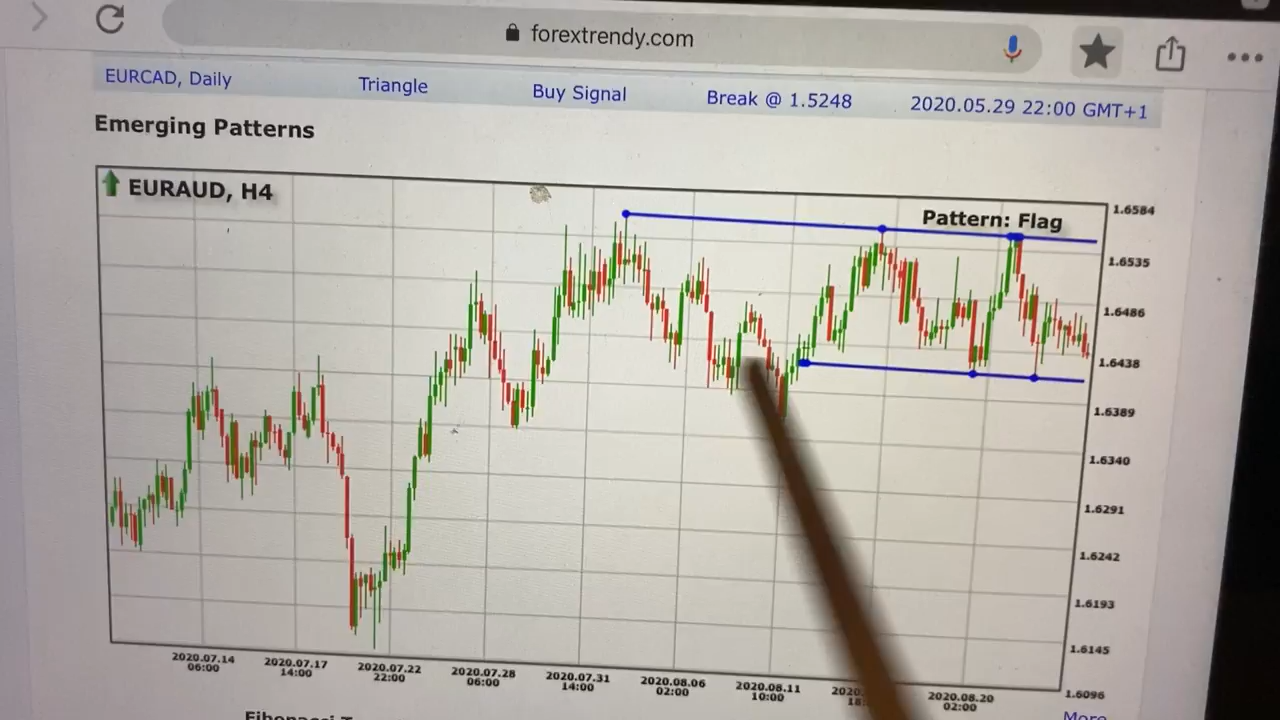 forextrendy.com
EURCAD, Daily Triangle Buy Signal Break @ 1.5248 2020.05.29 22:00 GMT+1
Emerging Patterns
EURAUD, H4
Pattern: Flag
1.6584
1.6535
1.6486
1.6438
1.6389
1.6340
1.6291
1.6242
1.6193
1.6145
1.6096
2020.07.14 2020.07.17 2020.07.22 2020.07.28 2020.07.31 2020.08.06 2020.08.11 2020.08.20
06:00 14:00 22:00 06:00 14:00 02:00 10:00 02:00
More